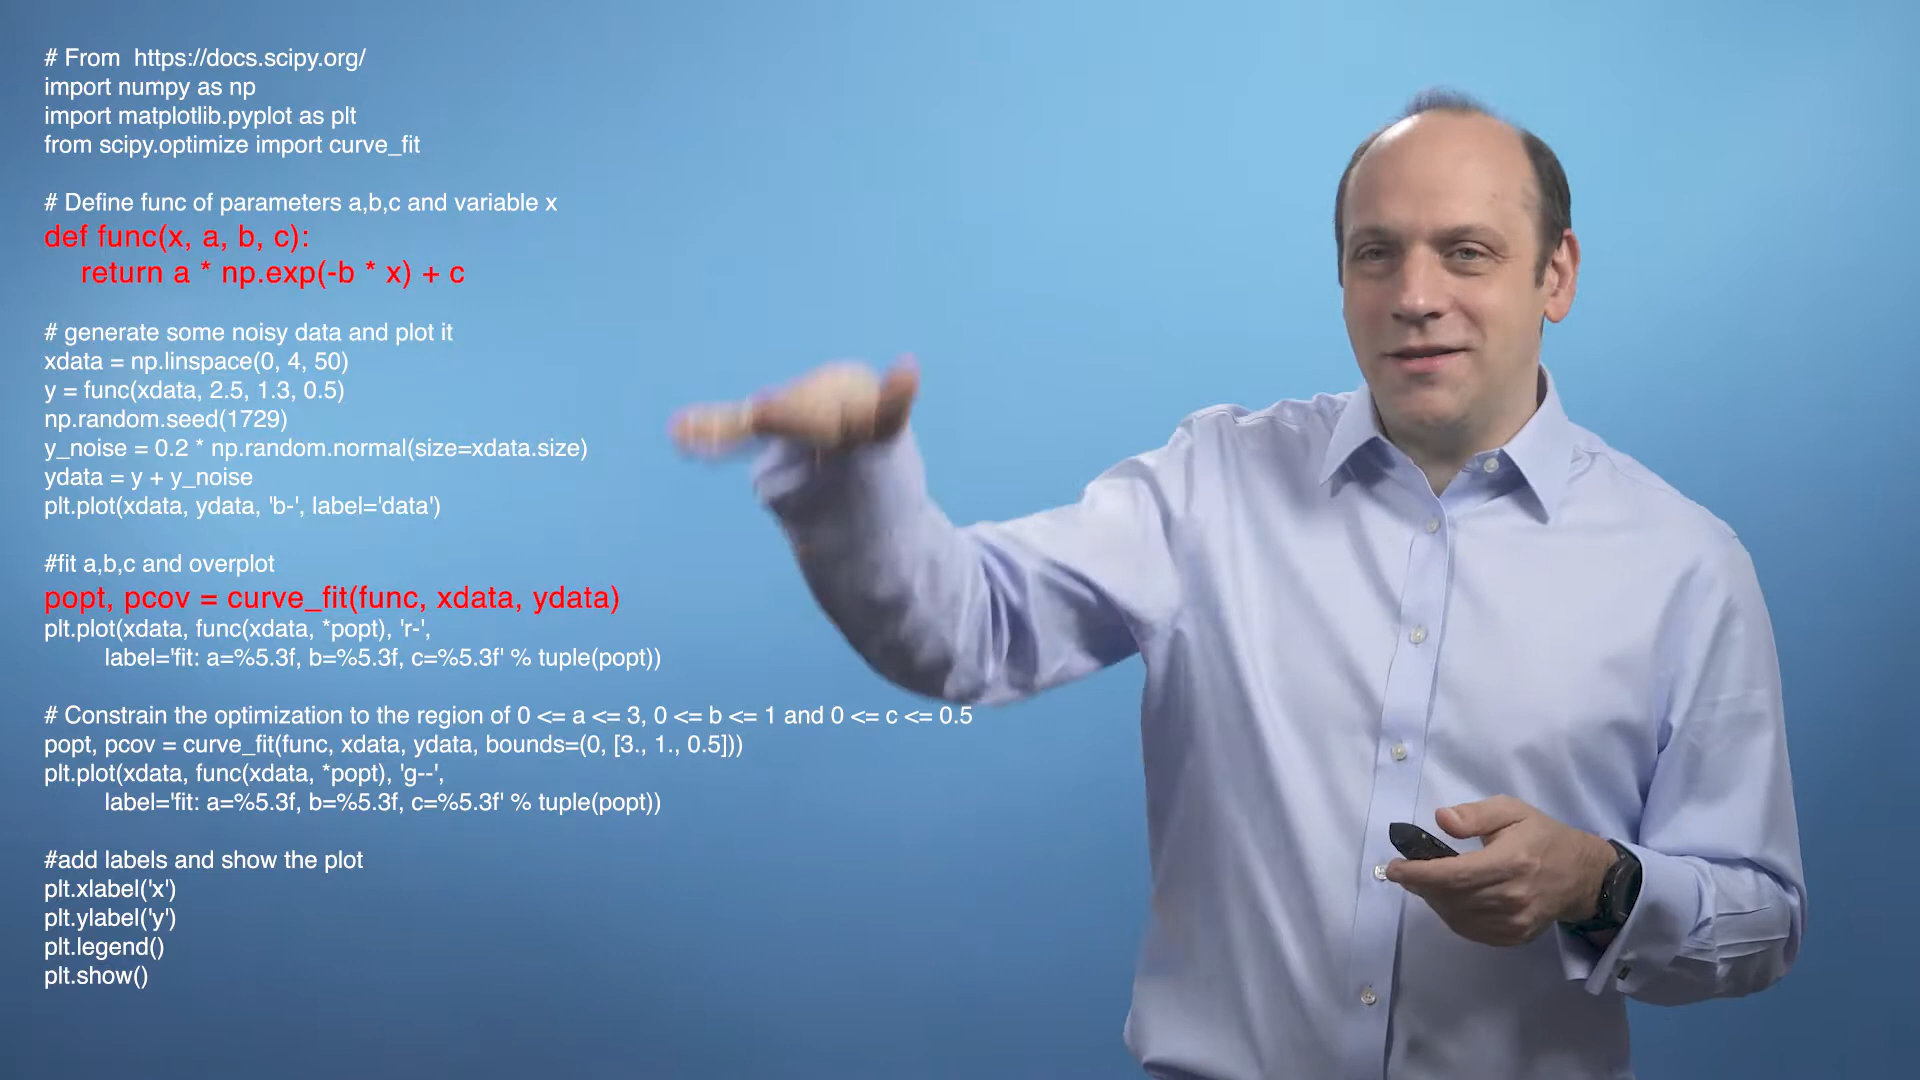 # From  https://docs.scipy.org/
import numpy as np
import matplotlib.pyplot as plt
from scipy.optimize import curve_fit
# Define func of parameters a,b,c and variable x
def func(x, a, b, c):
return a * np.exp(-b * x) + c
# generate some noisy data and plot it
xdata = np.linspace(0, 4, 50)
y = func(xdata, 2.5, 1.3, 0.5)
np.random.seed(1729)
y_noise = 0.2 * np.random.normal(size=xdata.size)
ydata = y + y_noise
plt.plot(xdata, ydata, 'b-', label='data')
#fit a,b,c and overplot
popt, pcov = curve_fit(func, xdata, ydata)
plt.plot(xdata, func(xdata, *popt), 'r-',
label='fit: a=%5.3f, b=%5.3f, c=%5.3f' % tuple(popt))
# Constrain the optimization to the region of 0 <= a <= 3, 0 <= b <= 1 and 0 <= c <= 0.5
popt, pcov = curve_fit(func, xdata, ydata, bounds=(0, [3., 1., 0.5]))
plt.plot(xdata, func(xdata, *popt), 'g--',
label='fit: a=%5.3f, b=%5.3f, c=%5.3f' % tuple(popt))
#add labels and show the plot
plt.xlabel('x')
plt.ylabel('y')
plt.legend()
plt.show()